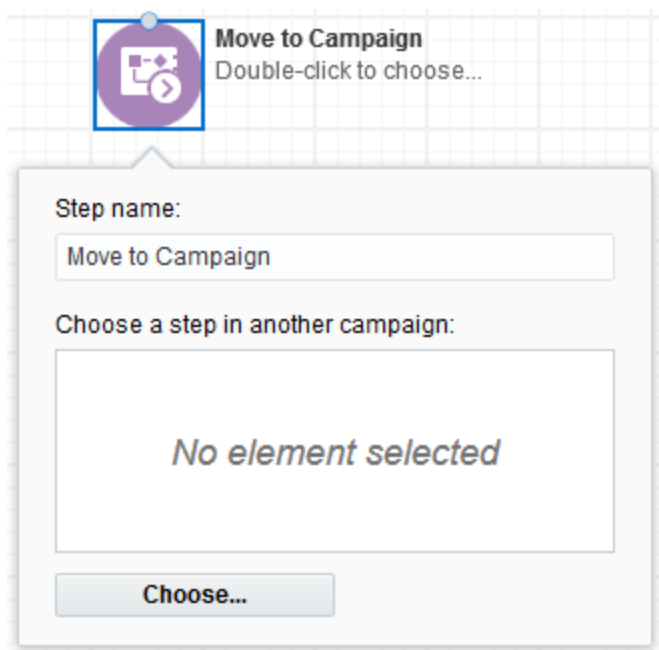 Move to Campaign
Double-click to choose...
Step name:
Move to Campaign
Choose a step in another campaign:
No element selected
Choose...